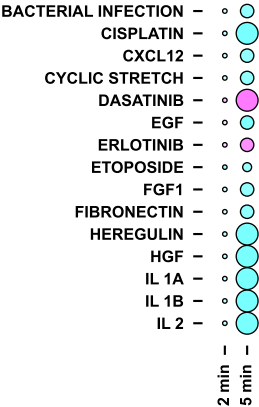 BACTERIAL INFECTION
CISPLATIN
CXCL12
CYCLIC STRETCH
DASATINIB
EGF
ERLOTINIB
ETOPOSIDE
FGF1
FIBRONECTIN
HEREGULIN
HGF
IL 1A
IL 1B
IL 2
2 min
5 min